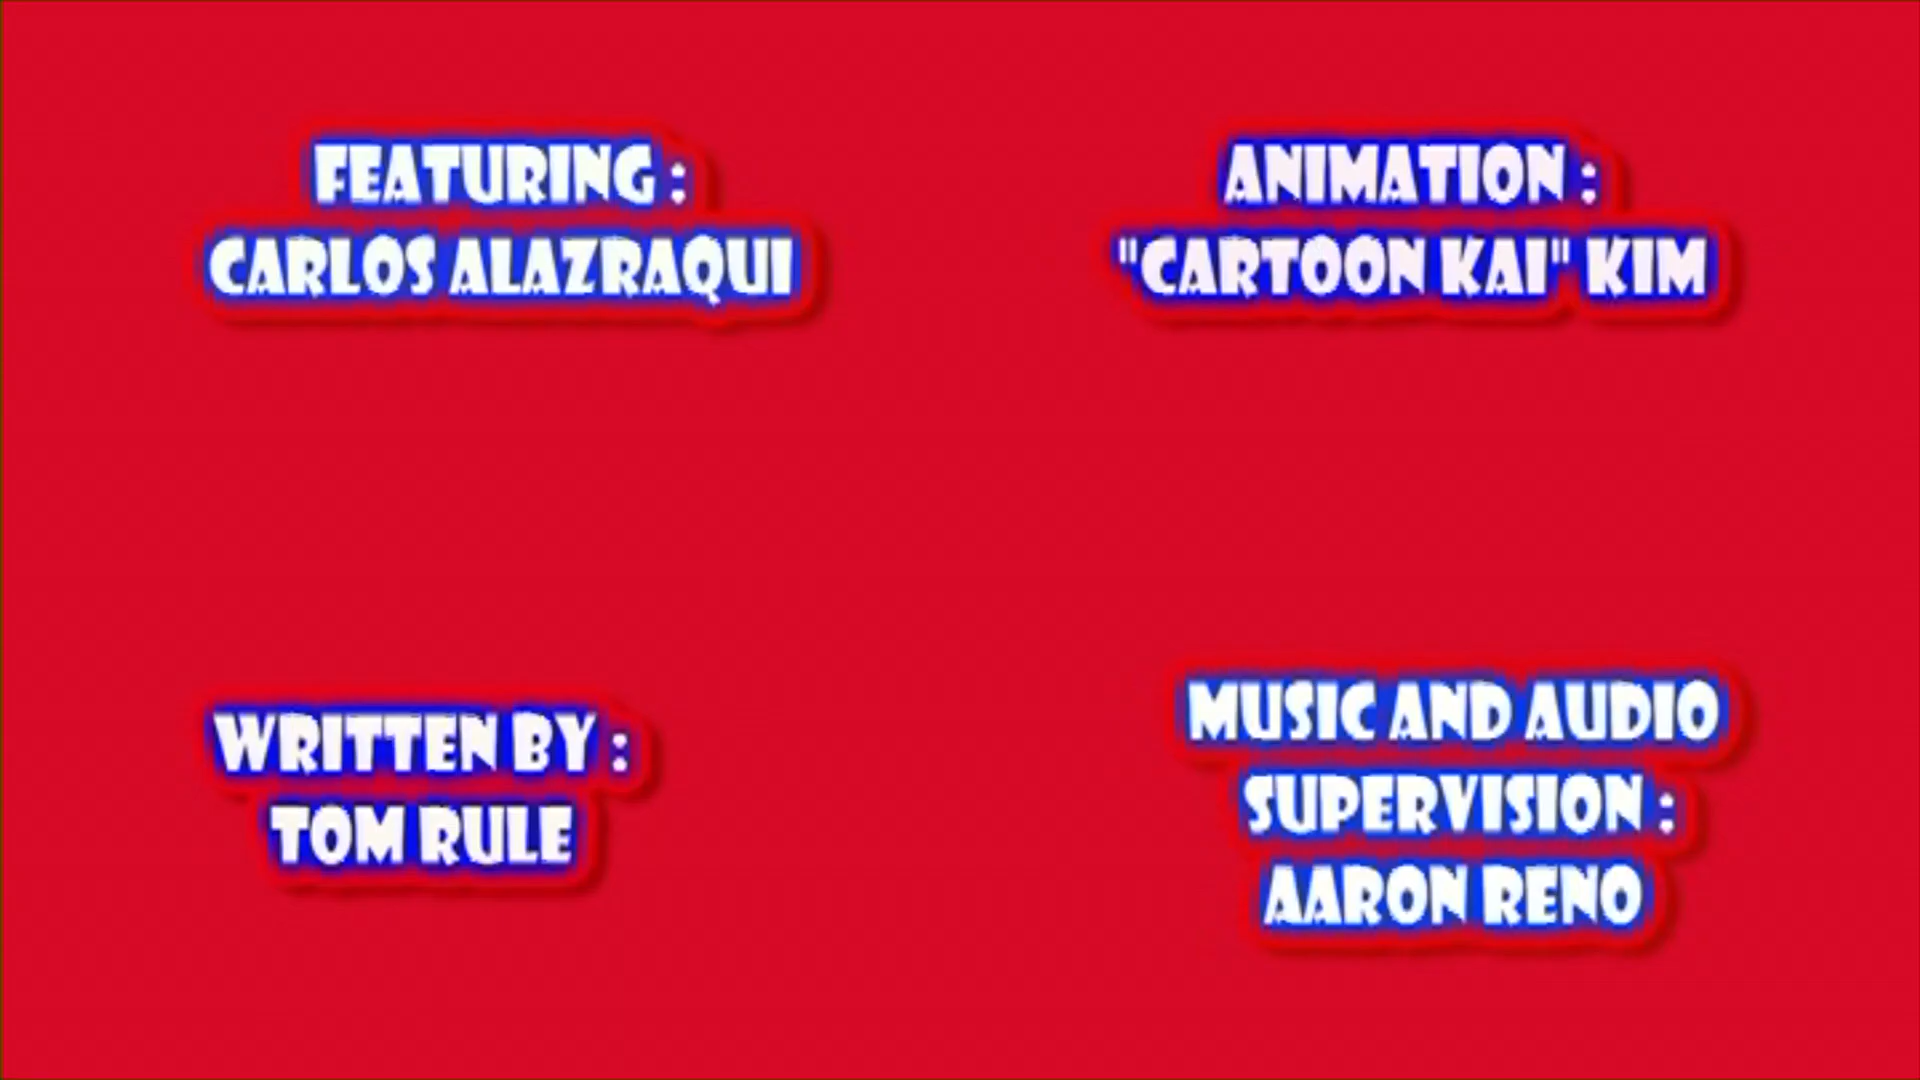 FEATURING :
CARLOS ALAZRAQUI
ANIMATION :
"CARTOON KAI" KIM
WRITTEN BY :
TOM RULE
MUSIC AND AUDIO
SUPERVISION :
AARON RENO